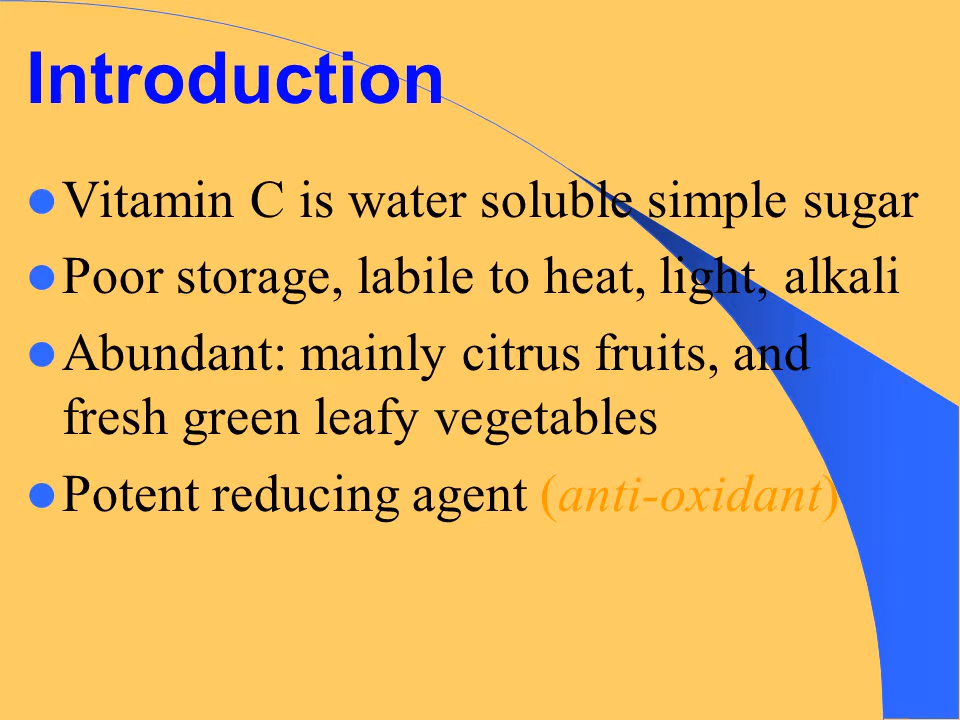 Introduction
Vitamin C is water soluble simple sugar
Poor storage, labile to heat, light, alkali
Abundant: mainly citrus fruits, and
fresh green leafy vegetables
Potent reducing agent (anti-oxidant)